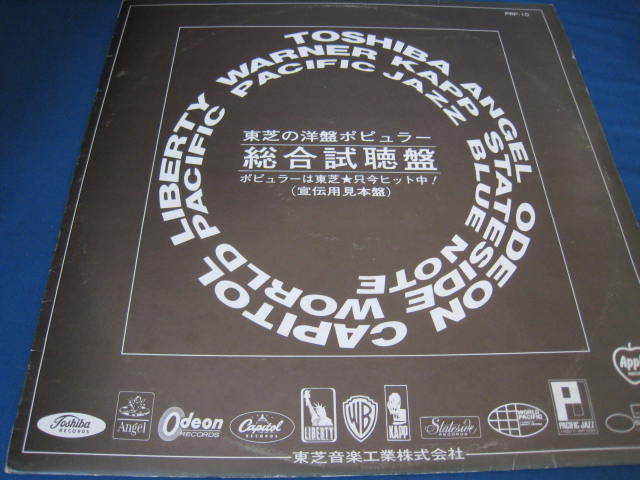 PRP-10
TOSHIBA ANGEL ODEON CAPITOL LIBERTY
WARNER KAPP STATESIDE WORLD PACIFIC
PACIFIC JAZZ BLUE NOTE
東芝の洋盤ポピュラー
総合試聴盤
ポピュラーは東芝★只今ヒット中!
(宣伝用見本盤)
Toshiba
RECORDS
Angel
Odeon
RECORDS
Capitol
RECORDS
LIBERTY
WB
KAPP
Stateside
RECORDS
WORLD
PACIFIC
P
PACIFIC JAZZ
Apple
東芝音楽工業株式会社